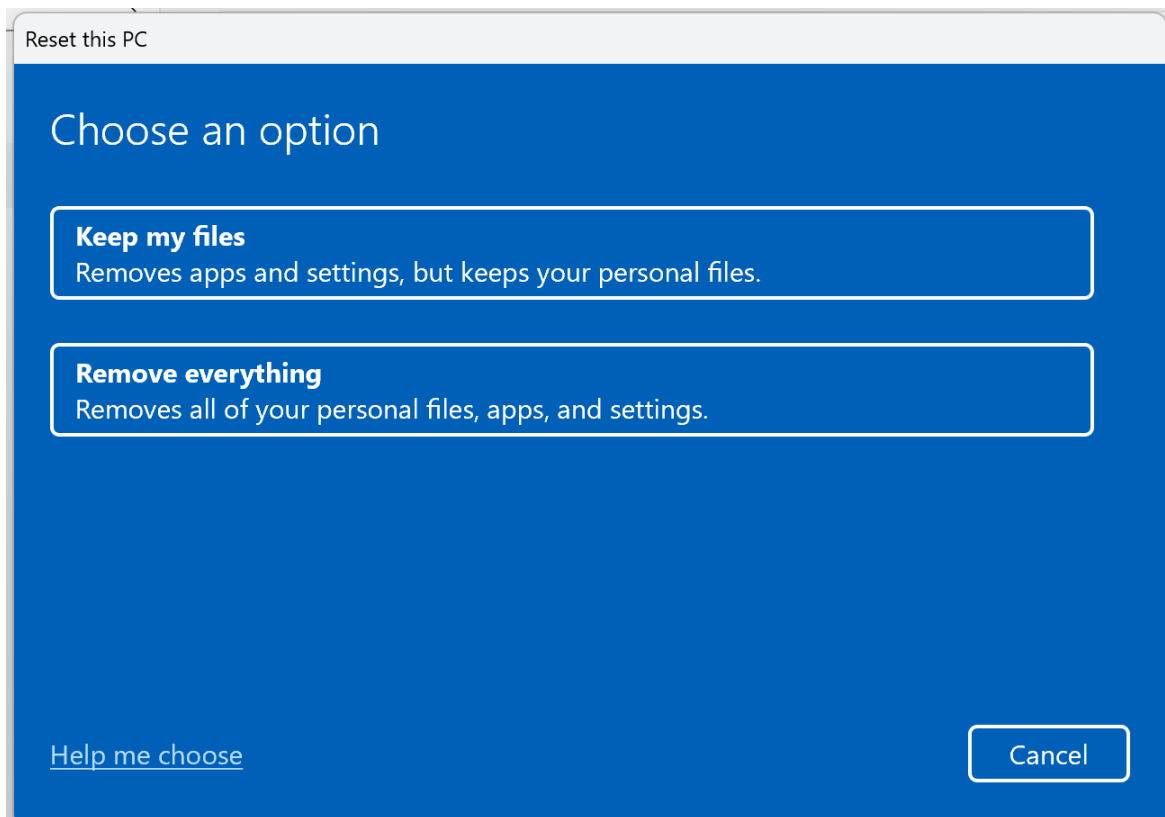 Reset this PC
Choose an option
Keep my files
Removes apps and settings, but keeps your personal files.
Remove everything
Removes all of your personal files, apps, and settings.
Help me choose
Cancel